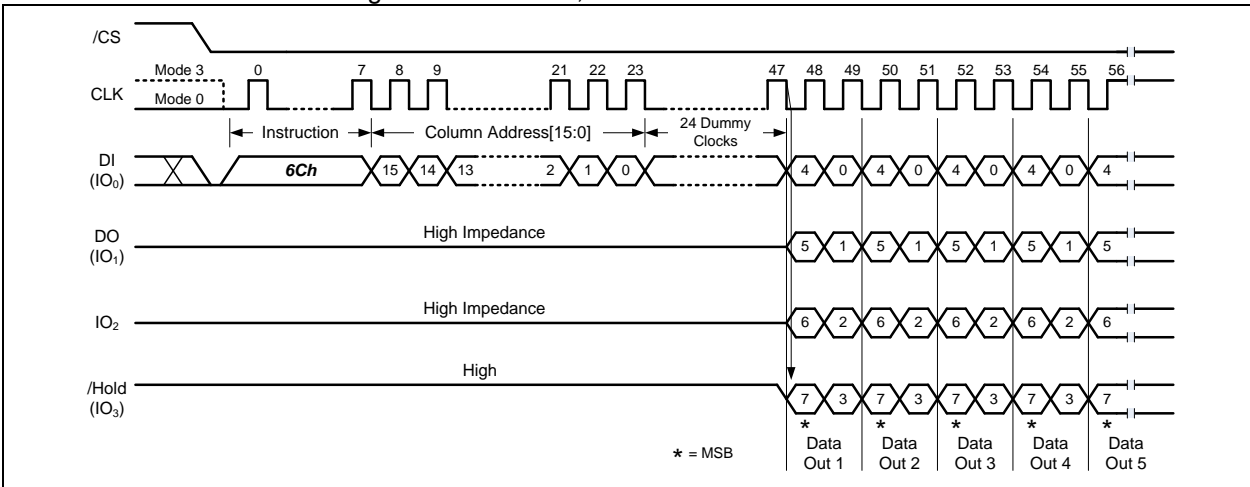 /CS
Mode 3 0 7 8 9 21 22 23 47 48 49 50 51 52 53 54 55 56
CLK
Mode 0
Instruction Column Address[15:0] 24 Dummy
Clocks
DI
(IO0)
6Ch 15 14 13 2 1 0 4 0 4 0 4 0 4 0 4
DO
(IO1)
High Impedance
5 1 5 1 5 1 5 1 5
IO2
High Impedance
6 2 6 2 6 2 6 2 6
/Hold
(IO3)
High
7 3 7 3 7 3 7 3 7
* * * * *
* = MSB
Data Data Data Data Data
Out 1 Out 2 Out 3 Out 4 Out 5